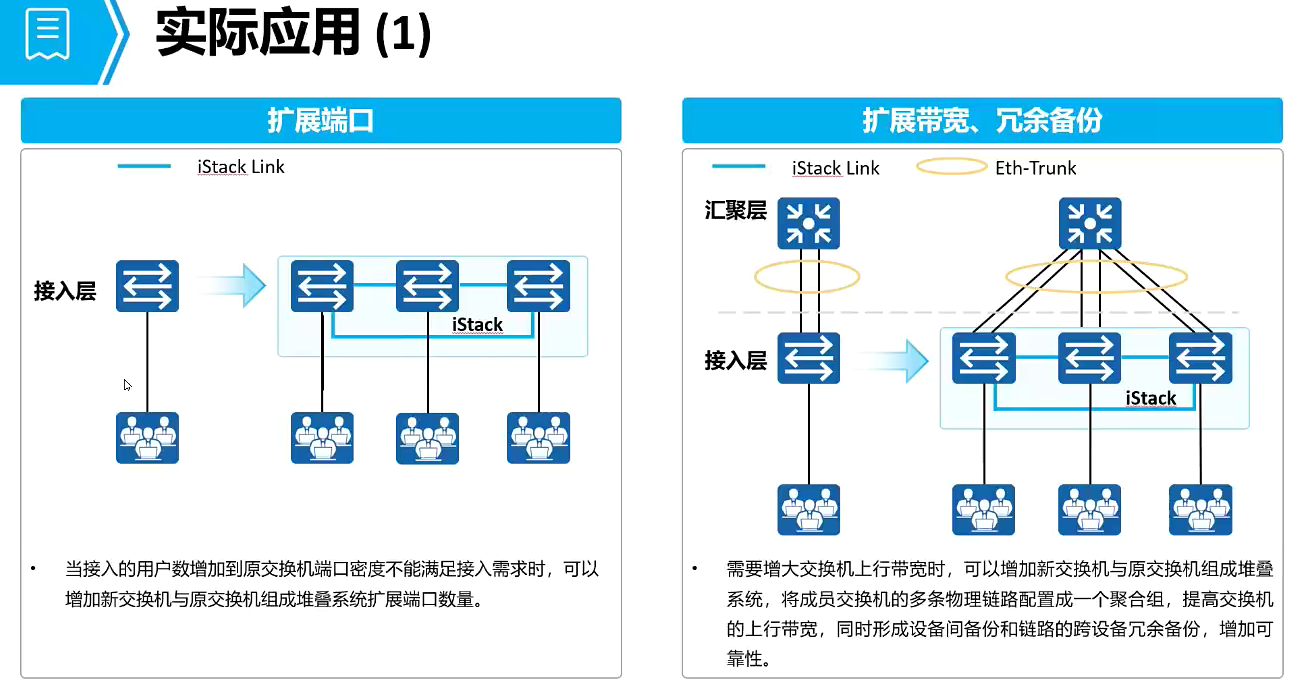 实际应用 (1)
扩展端口
iStack Link
接入层
iStack
• 当接入的用户数增加到原交换机端口密度不能满足接入需求时，可以
增加新交换机与原交换机组成堆叠系统扩展端口数量。
扩展带宽、冗余备份
iStack Link
Eth-Trunk
汇聚层
接入层
iStack
• 需要增大交换机上行带宽时，可以增加新交换机与原交换机组成堆叠
系统，将成员交换机的多条物理链路配置成一个聚合组，提高交换机
的上行带宽，同时形成设备间备份和链路的跨设备冗余备份，增加可
靠性。